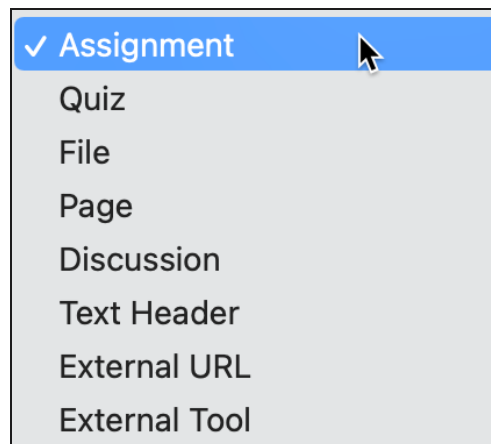 ✓ Assignment
Quiz
File
Page
Discussion
Text Header
External URL
External Tool